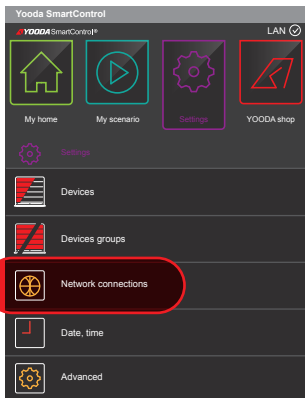 Yooda SmartControl
YOODA SmartControl® LAN
My home My scenario Settings YOODA shop
Settings
Devices
Devices groups
Network connections
Date, time
Advanced